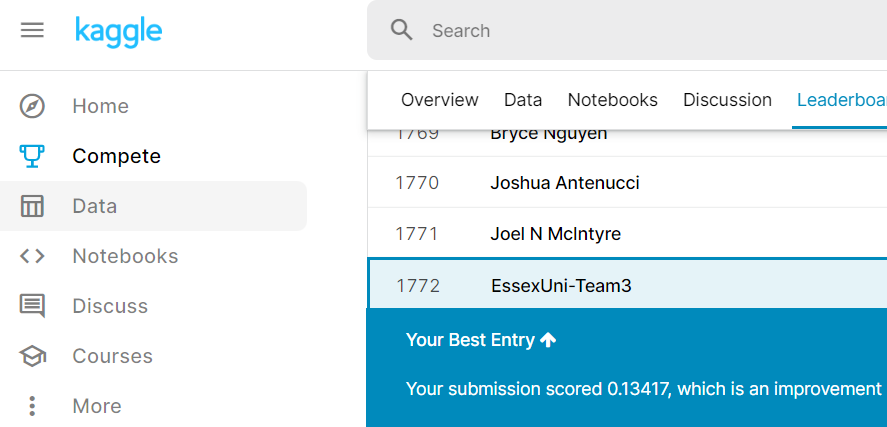 kaggle
Search
Home
Compete
Data
Notebooks
Discuss
Courses
More
Overview Data Notebooks Discussion Leaderboa
1769 Bryce Nguyen
1770 Joshua Antenucci
1771 Joel N McIntyre
1772 EssexUni-Team3
Your Best Entry
Your submission scored 0.13417, which is an improvement